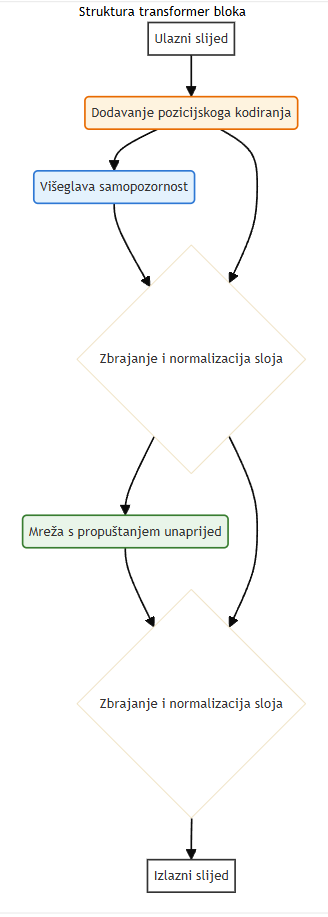 Struktura transformer bloka
Ulazni slijed
Dodavanje pozicijskoga kodiranja
Višeglava samopozornost
Zbrajanje i normalizacija sloja
Mreža s propuštanjem unaprijed
Zbrajanje i normalizacija sloja
Izlazni slijed